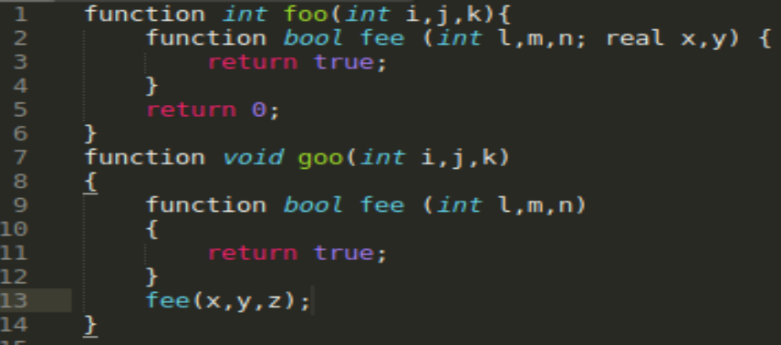 1 function int foo(int i,j,k){
2 function bool fee (int l,m,n; real x,y) {
3 return true;
4 }
5 return 0;
6 }
7 function void goo(int i,j,k)
8 {
9 function bool fee (int l,m,n)
10 {
11 return true;
12 }
13 fee(x,y,z);
14 }